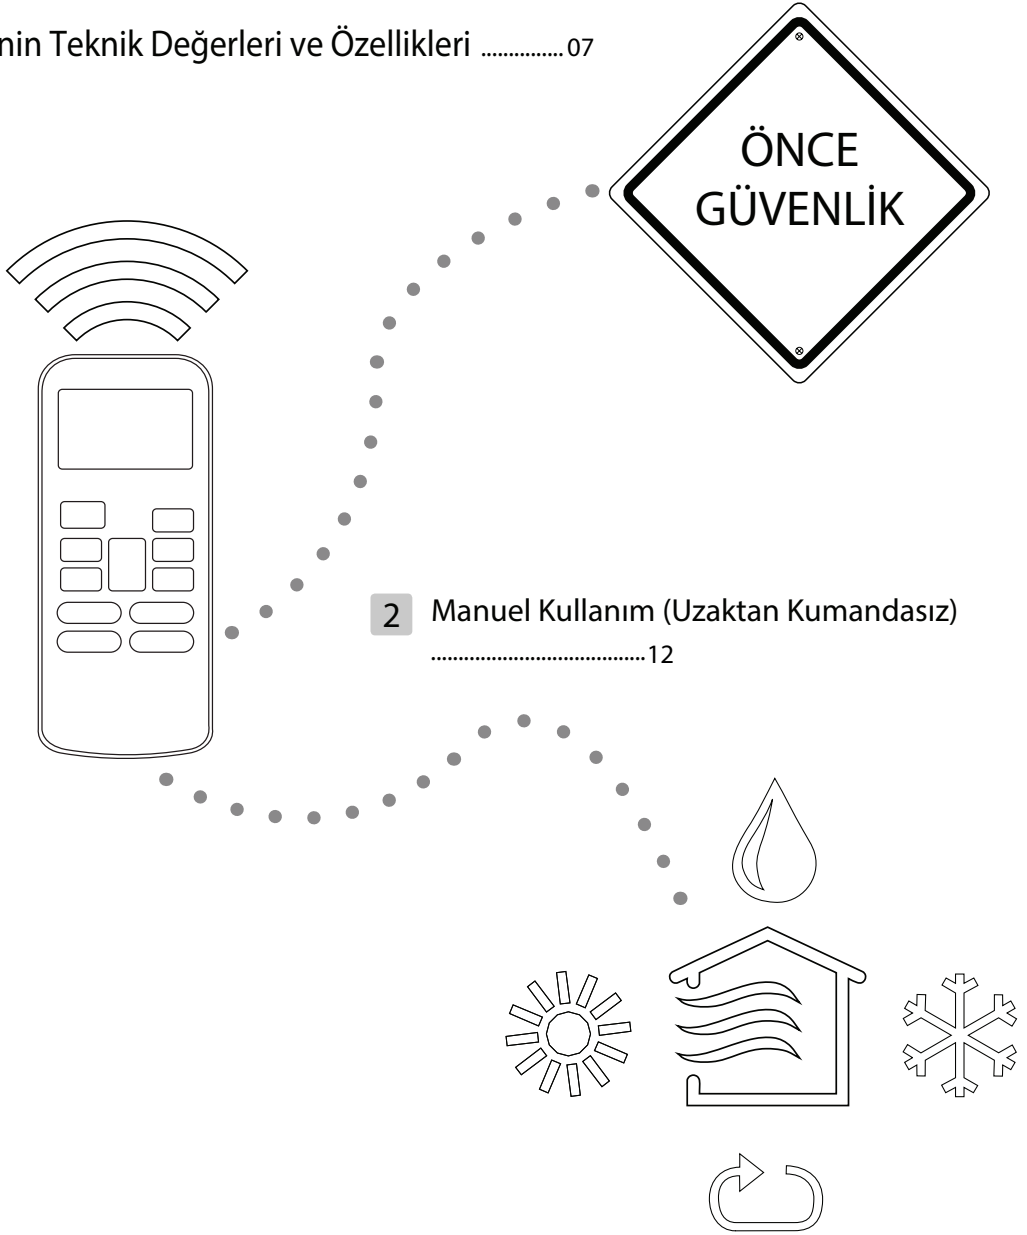 nin Teknik Değerleri ve Özellikleri ............... 07
ÖNCE
GÜVENLİK
2 Manuel Kullanım (Uzaktan Kumandasız)
....................................... 12